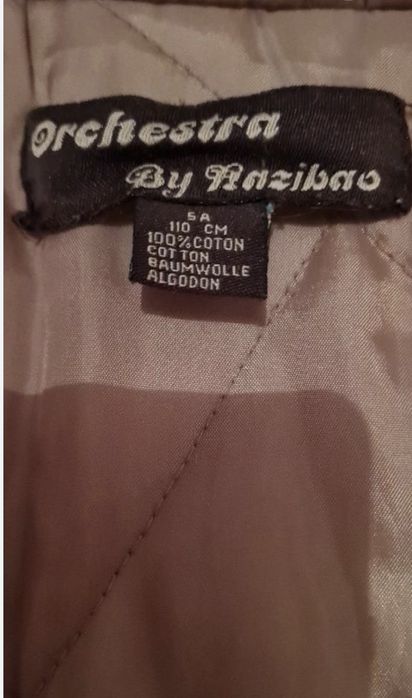 Orchestra
By Nazibao
5A
110 CM
100%COTON
COTTON
BAUMWOLLE
ALGODON